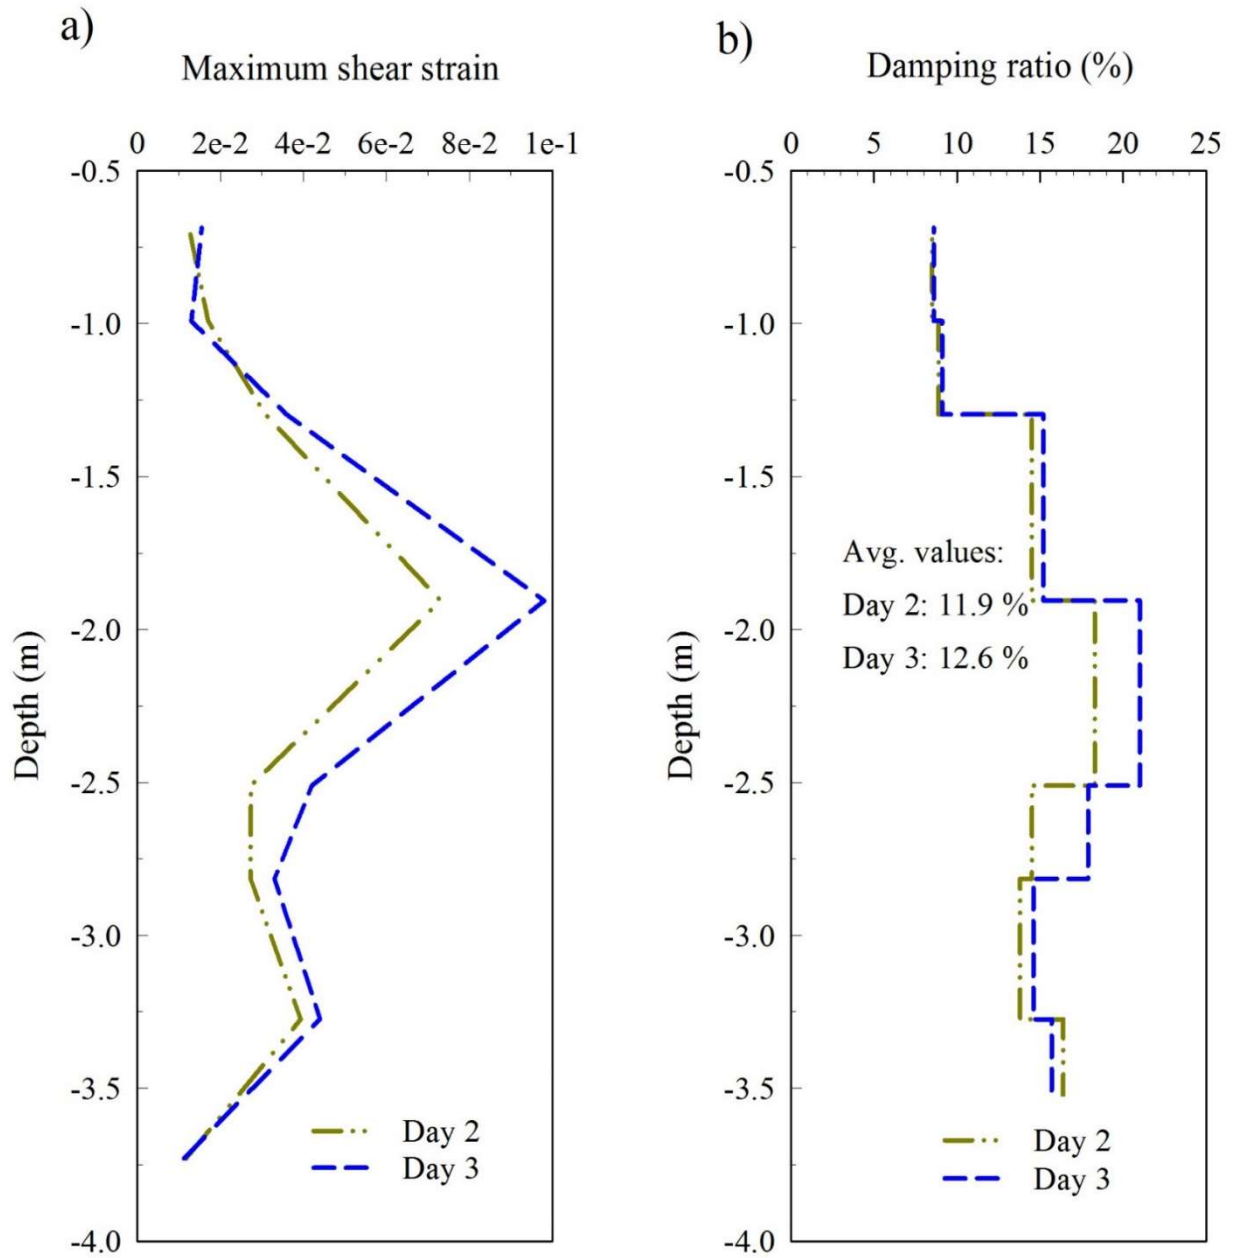 a)
Maximum shear strain
0 2e-2 4e-2 6e-2 8e-2 1e-1
-0.5
-1.0
-1.5
-2.0
-2.5
-3.0
-3.5
-4.0
Depth (m)
Day 2
Day 3
b)
Damping ratio (%)
0 5 10 15 20 25
-0.5
-1.0
-1.5
-2.0
-2.5
-3.0
-3.5
-4.0
Depth (m)
Avg. values:
Day 2: 11.9 %
Day 3: 12.6 %
Day 2
Day 3